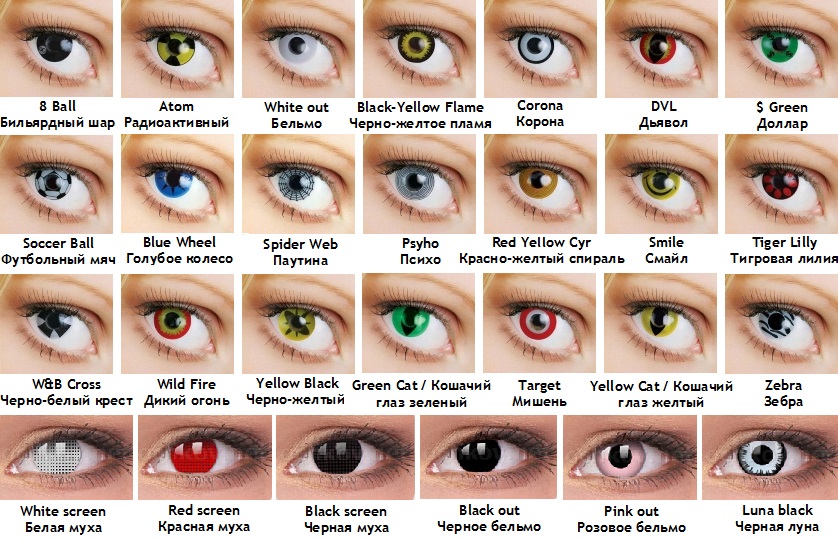 8 Ball
Бильярдный шар
Atom
Радиоактивный
White out
Бельмо
Black-Yellow Flame
Черно-желтое пламя
Corona
Корона
DVL
Дьявол
$ Green
Доллар
Soccer Ball
Футбольный мяч
Blue Wheel
Голубое колесо
Spider Web
Паутина
Psyho
Психо
Red Yellow Cyr
Красно-желтый спираль
Smile
Смайл
Tiger Lilly
Тигровая лилия
W&B Cross
Черно-белый крест
Wild Fire
Дикий огонь
Yellow Black
Черно-желтый
Green Cat / Кошачий
глаз зеленый
Target
Мишень
Yellow Cat / Кошачий
глаз желтый
Zebra
Зебра
White screen
Белая муха
Red screen
Красная муха
Black screen
Черная муха
Black out
Черное бельмо
Pink out
Розовое бельмо
Luna black
Черная луна